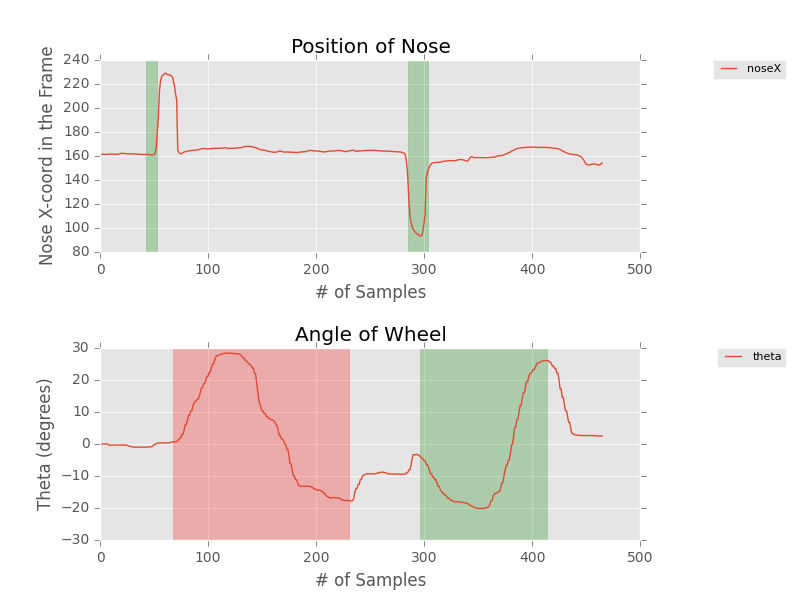 Position of Nose
Nose X-coord in the Frame
240
220
200
180
160
140
120
100
80
0 100 200 300 400 500
# of Samples
noseX
Angle of Wheel
Theta (degrees)
30
20
10
0
−10
−20
−30
0 100 200 300 400 500
# of Samples
theta